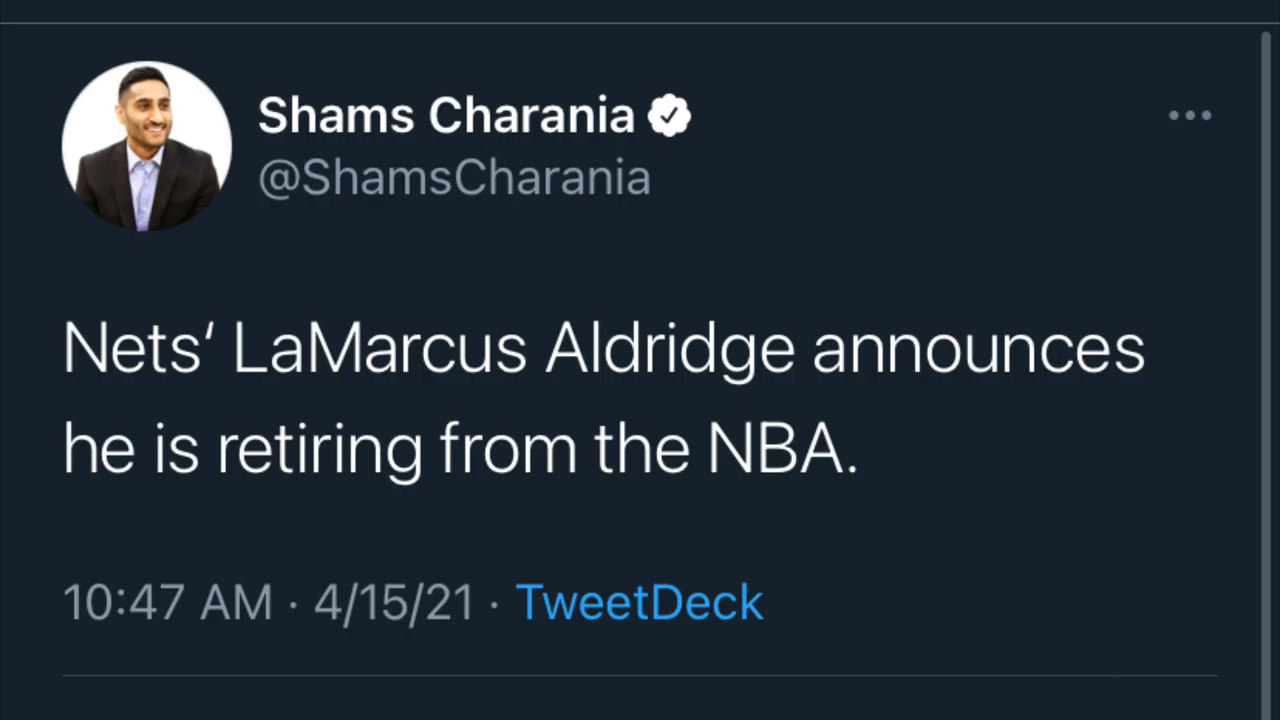 Shams Charania
@ShamsCharania
Nets‘ LaMarcus Aldridge announces
he is retiring from the NBA.
10:47 AM · 4/15/21 · TweetDeck